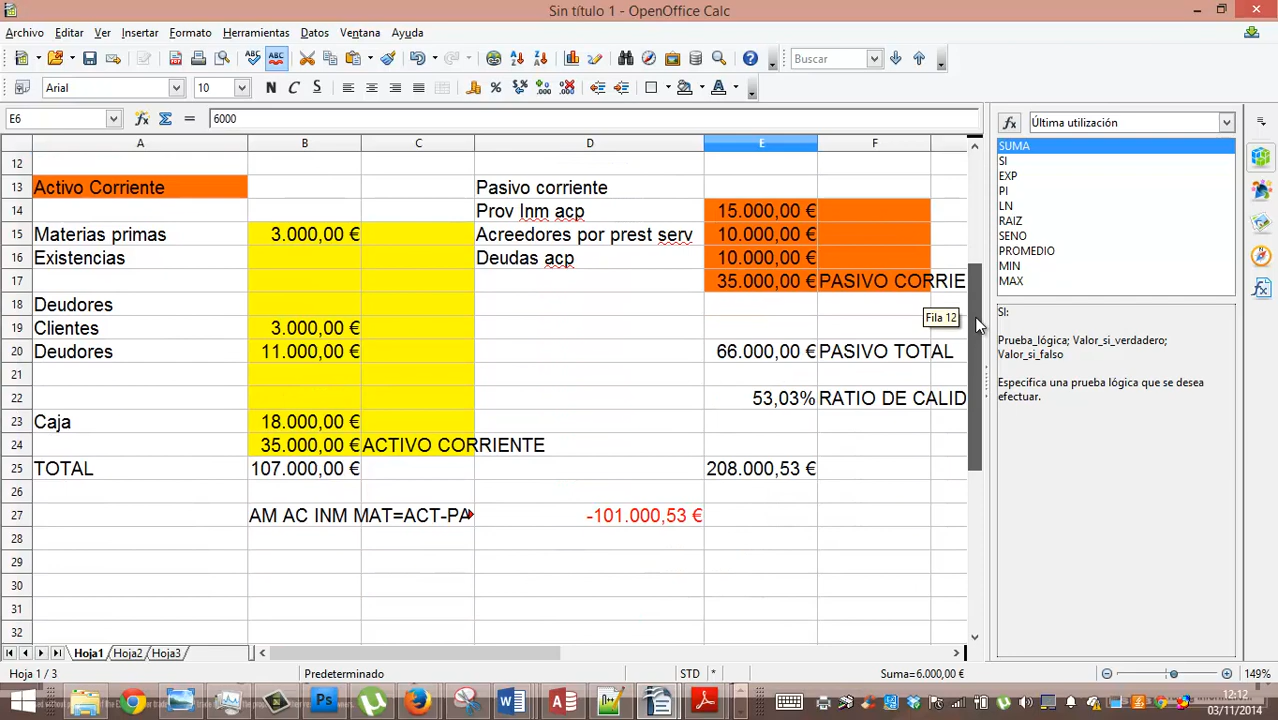 Sin título 1 - OpenOffice Calc
Archivo Editar Ver Insertar Formato Herramientas Datos Ventana Ayuda
Buscar
Arial 10 N C S
E6 6000
Última utilización
A B C D E F
SUMA
SI
EXP
PI
LN
RAIZ
SENO
PROMEDIO
MIN
MAX
12
13 Activo Corriente Pasivo corriente
14 Prov Inm acp 15.000,00 €
15 Materias primas 3.000,00 € Acreedores por prest serv 10.000,00 €
16 Existencias Deudas acp 10.000,00 €
17 35.000,00 € PASIVO CORRIE
18 Deudores
Fila 12
19 Clientes 3.000,00 €
20 Deudores 11.000,00 € 66.000,00 € PASIVO TOTAL
21
22 53,03% RATIO DE CALID
23 Caja 18.000,00 €
24 35.000,00 € ACTIVO CORRIENTE
25 TOTAL 107.000,00 € 208.000,53 €
26
27 AM AC INM MAT=ACT-PA -101.000,53 €
28
29
30
31
32
SI:
Prueba_lógica; Valor_si_verdadero;
Valor_si_falso
Especifica una prueba lógica que se desea
efectuar.
Hoja1 Hoja2 Hoja3
Hoja 1 / 3 Predeterminado STD * Suma=6.000,00 € 149%
12:12
03/11/2014